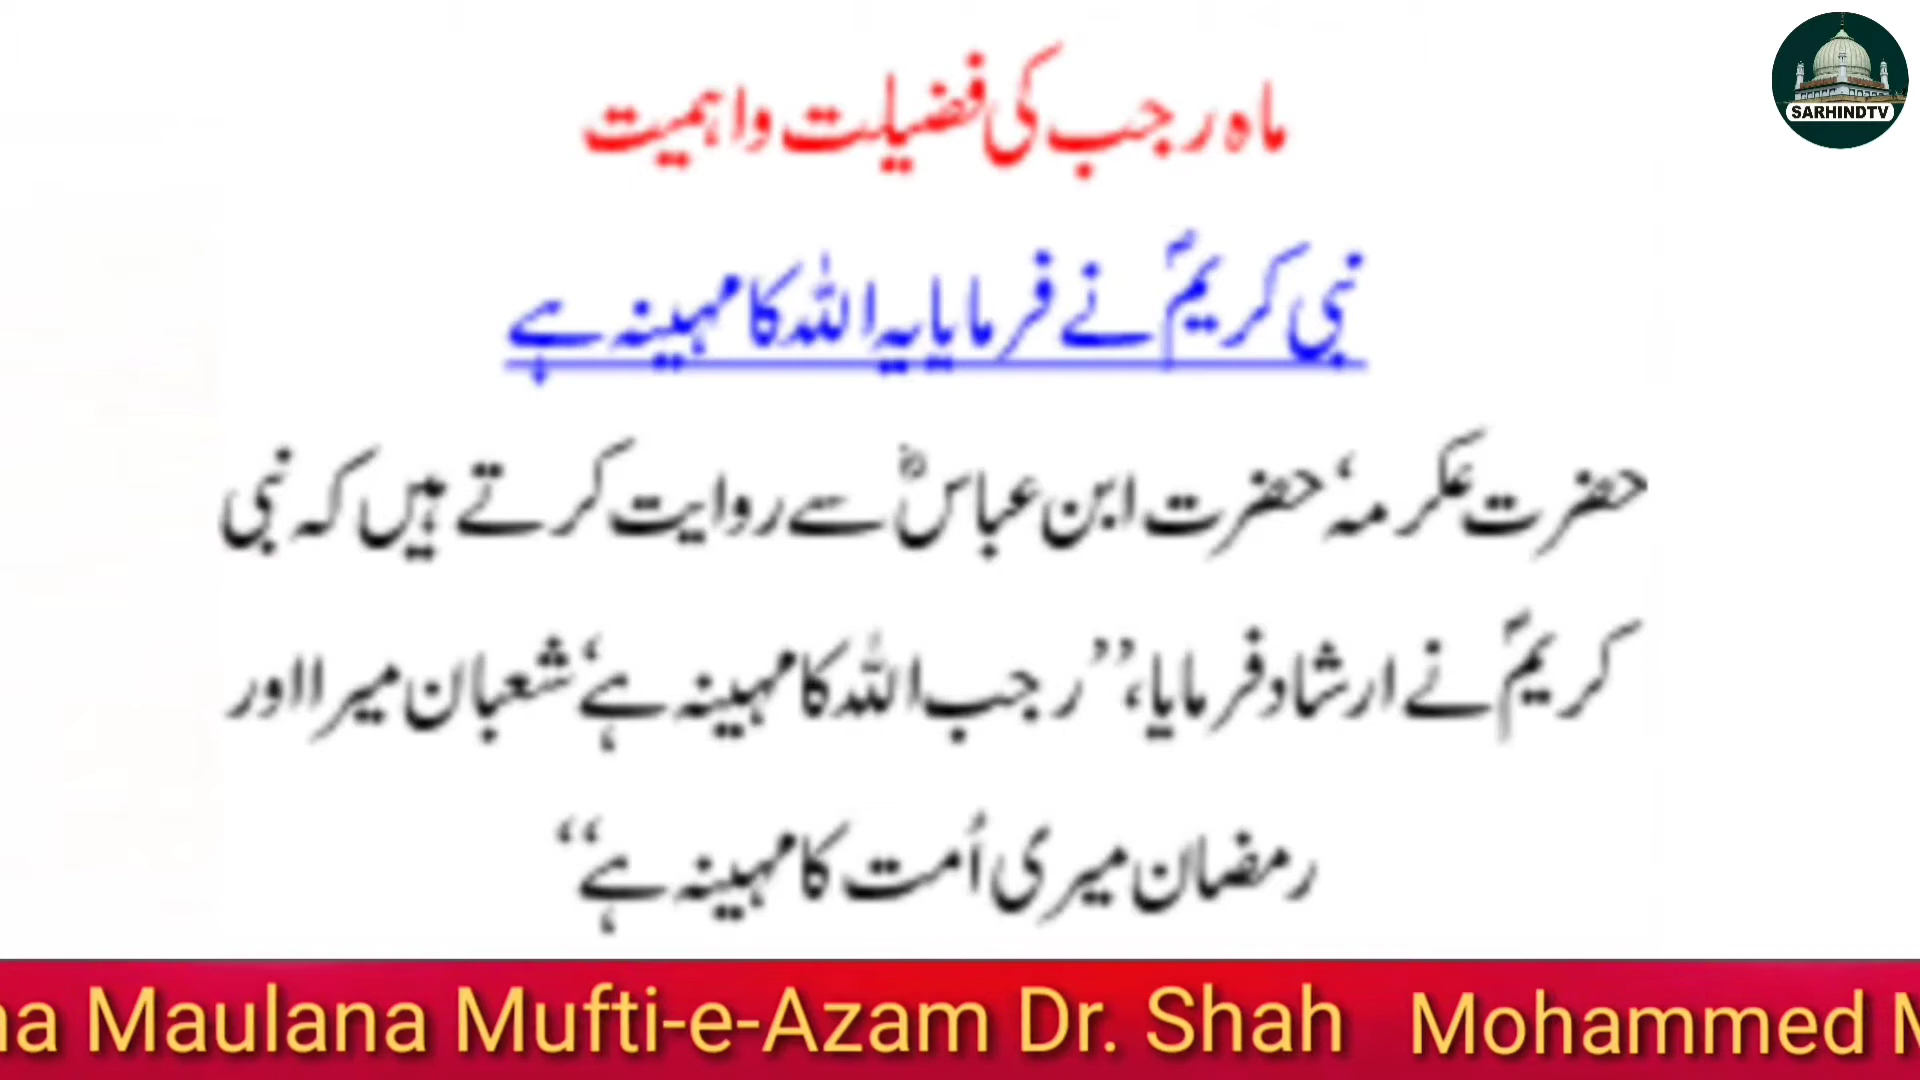 ماہ رجب کی فضیلت واہمیت
SARHINDTV
نبی کریمؐ نے فرمایا یہ اللہ کا مہینہ ہے
حضرت عکرمہ‘ حضرت ابن عباسؓ سے روایت کرتے ہیں کہ نبی
کریمؐ نے ارشاد فرمایا، ’’رجب اللہ کا مہینہ ہے‘ شعبان میرا اور
رمضان میری اُمت کا مہینہ ہے‘‘
na Maulana Mufti-e-Azam Dr. Shah Mohammed M